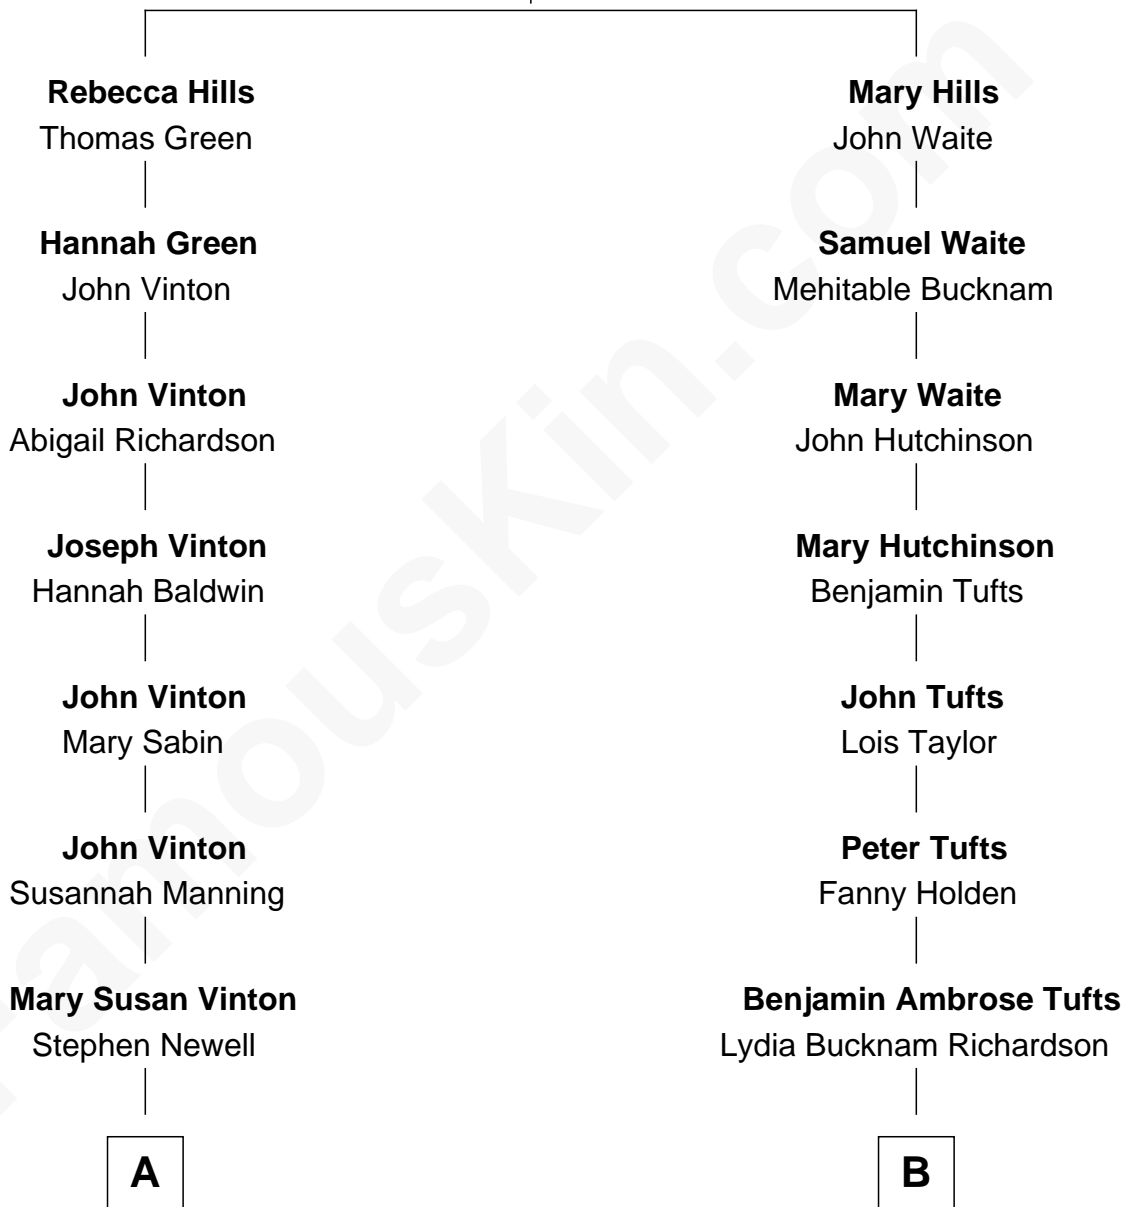 Rebecca Hills
Thomas Green
Hannah Green
John Vinton
John Vinton
Abigail Richardson
Joseph Vinton
Hannah Baldwin
John Vinton
Mary Sabin
John Vinton
Susannah Manning
Mary Susan Vinton
Stephen Newell
A
Mary Hills
John Waite
Samuel Waite
Mehitable Bucknam
Mary Waite
John Hutchinson
Mary Hutchinson
Benjamin Tufts
John Tufts
Lois Taylor
Peter Tufts
Fanny Holden
Benjamin Ambrose Tufts
Lydia Bucknam Richardson
B
FamousKin.com